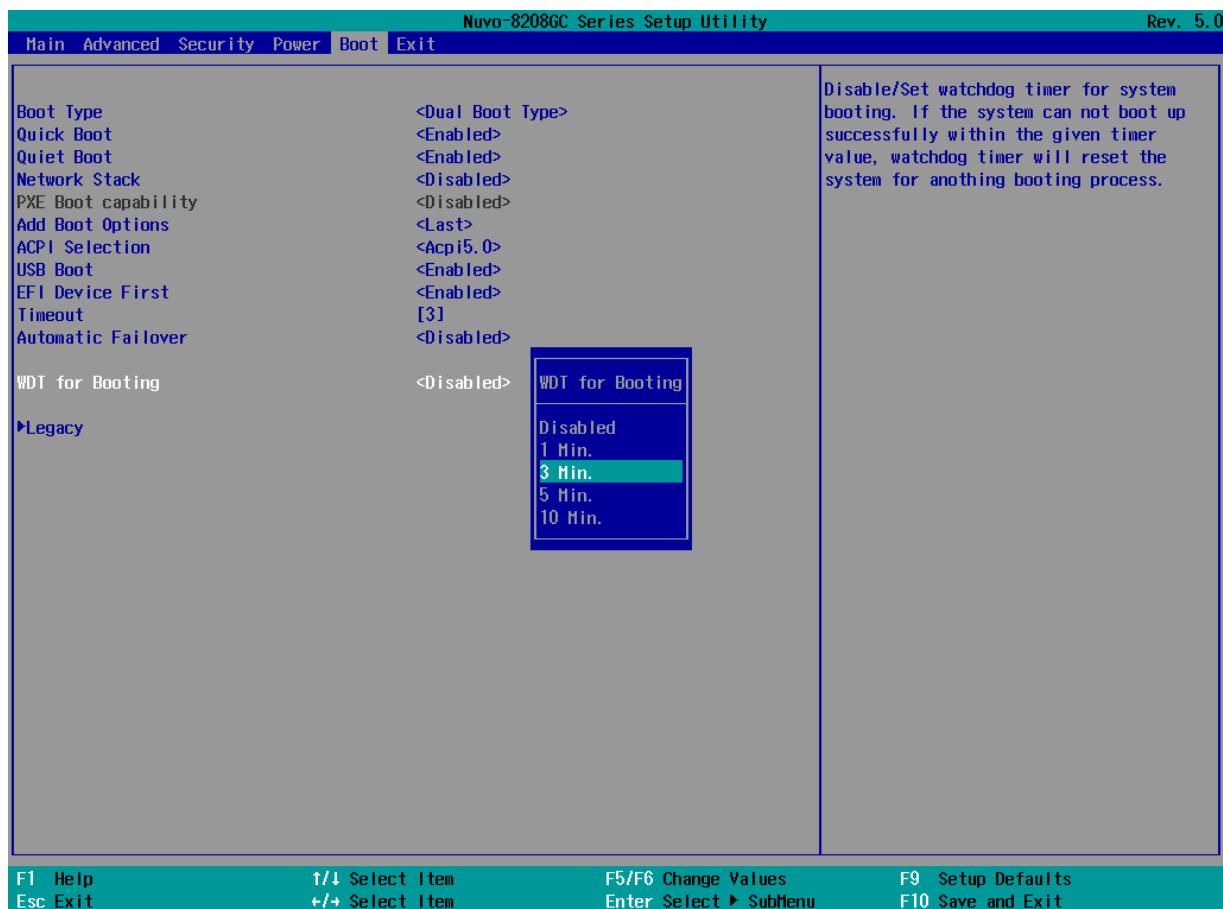 Nuvo-8208GC Series Setup Utility Rev. 5.0
Main Advanced Security Power Boot Exit
Boot Type <Dual Boot Type>
Quick Boot <Enabled>
Quiet Boot <Enabled>
Network Stack <Disabled>
PXE Boot capability <Disabled>
Add Boot Options <Last>
ACPI Selection <Acpi5.0>
USB Boot <Enabled>
EFI Device First <Enabled>
Timeout [3]
Automatic Failover <Disabled>
WDT for Booting <Disabled>
▶Legacy
WDT for Booting
Disabled
1 Min.
3 Min.
5 Min.
10 Min.
Disable/Set watchdog timer for system
booting. If the system can not boot up
successfully within the given timer
value, watchdog timer will reset the
system for anothing booting process.
F1 Help ↑/↓ Select Item F5/F6 Change Values F9 Setup Defaults
Esc Exit ←/→ Select Item Enter Select ▶ SubMenu F10 Save and Exit